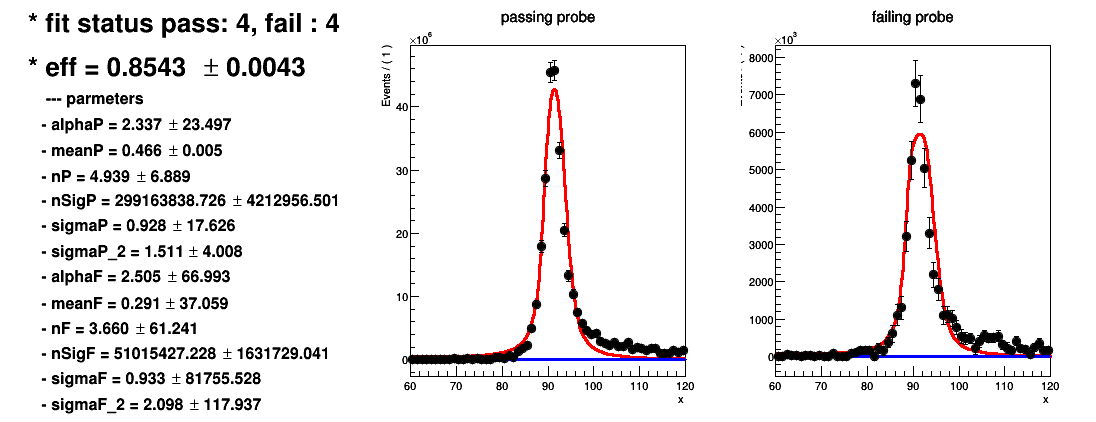 * fit status pass: 4, fail : 4
* eff = 0.8543 ± 0.0043
--- parmeters
- alphaP = 2.337 ± 23.497
- meanP = 0.466 ± 0.005
- nP = 4.939 ± 6.889
- nSigP = 299163838.726 ± 4212956.501
- sigmaP = 0.928 ± 17.626
- sigmaP_2 = 1.511 ± 4.008
- alphaF = 2.505 ± 66.993
- meanF = 0.291 ± 37.059
- nF = 3.660 ± 61.241
- nSigF = 51015427.228 ± 1631729.041
- sigmaF = 0.933 ± 81755.528
- sigmaF_2 = 2.098 ± 117.937
passing probe
×10⁶
Events / ( 1 )
40
30
20
10
0
60 70 80 90 100 110 120
x
failing probe
×10³
8000
7000
6000
5000
4000
3000
2000
1000
0
60 70 80 90 100 110 120
x